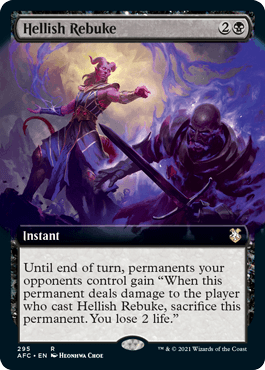 Hellish Rebuke 2
Instant
Until end of turn, permanents your
opponents control gain “When this
permanent deals damage to the player
who cast Hellish Rebuke, sacrifice this
permanent. You lose 2 life.”
295 R
AFC • EN HEONHWA CHOE
™ & © 2021 Wizards of the Coast